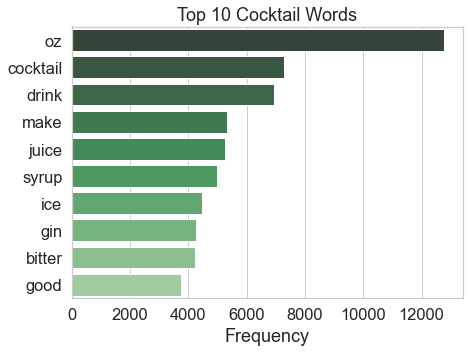 Top 10 Cocktail Words
oz
cocktail
drink
make
juice
syrup
ice
gin
bitter
good
0 2000 4000 6000 8000 10000 12000
Frequency